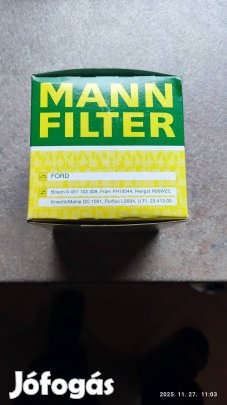 MANN
FILTER
FORD
Bosch 0 451 103 309, Fram PH10044, Hengst H90W22,
Knecht/Mahle OC 1051, Purflux LS934, U.F.I. 23.413.00
2025. 11. 27. 11:03
Jófogás